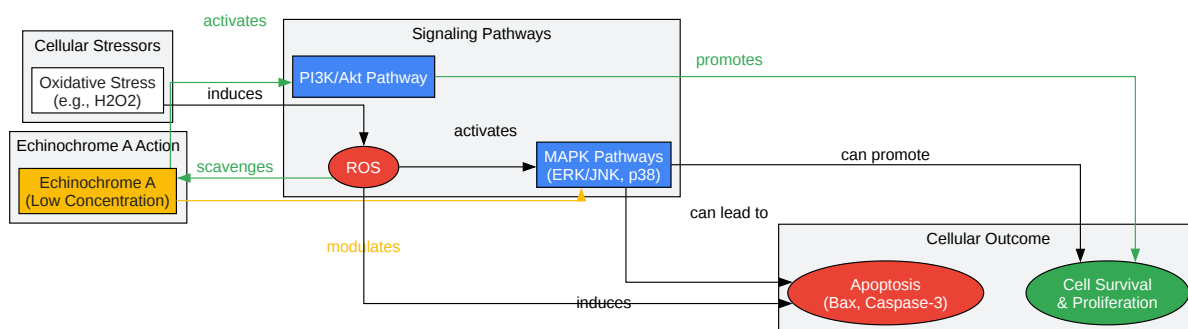 activates
Cellular Stressors
Signaling Pathways
Oxidative Stress
(e.g., H2O2)
PI3K/Akt Pathway
promotes
induces
activates
Echinochrome A Action
scavenges
ROS
MAPK Pathways
(ERK/JNK, p38)
can promote
Echinochrome A
(Low Concentration)
can lead to
modulates
Cellular Outcome
Apoptosis
(Bax, Caspase-3)
Cell Survival
& Proliferation
induces